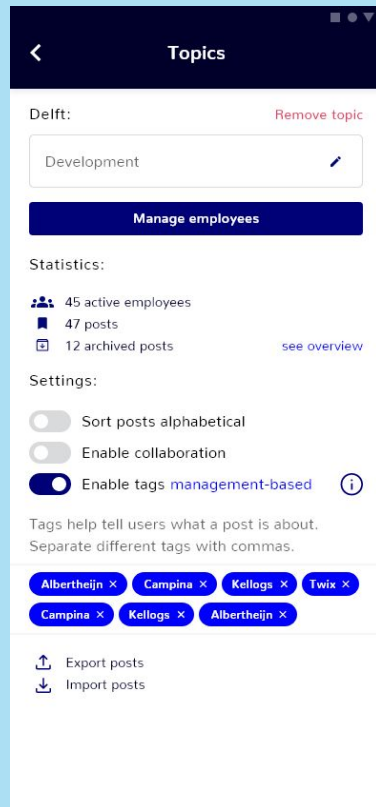 Topics
Delft: Remove topic
Development
Manage employees
Statistics:
45 active employees
47 posts
12 archived posts see overview
Settings:
Sort posts alphabetical
Enable collaboration
Enable tags management-based
Tags help tell users what a post is about.
Separate different tags with commas.
Albertheijn × Campina × Kellogs × Twix ×
Campina × Kellogs × Albertheijn ×
Export posts
Import posts